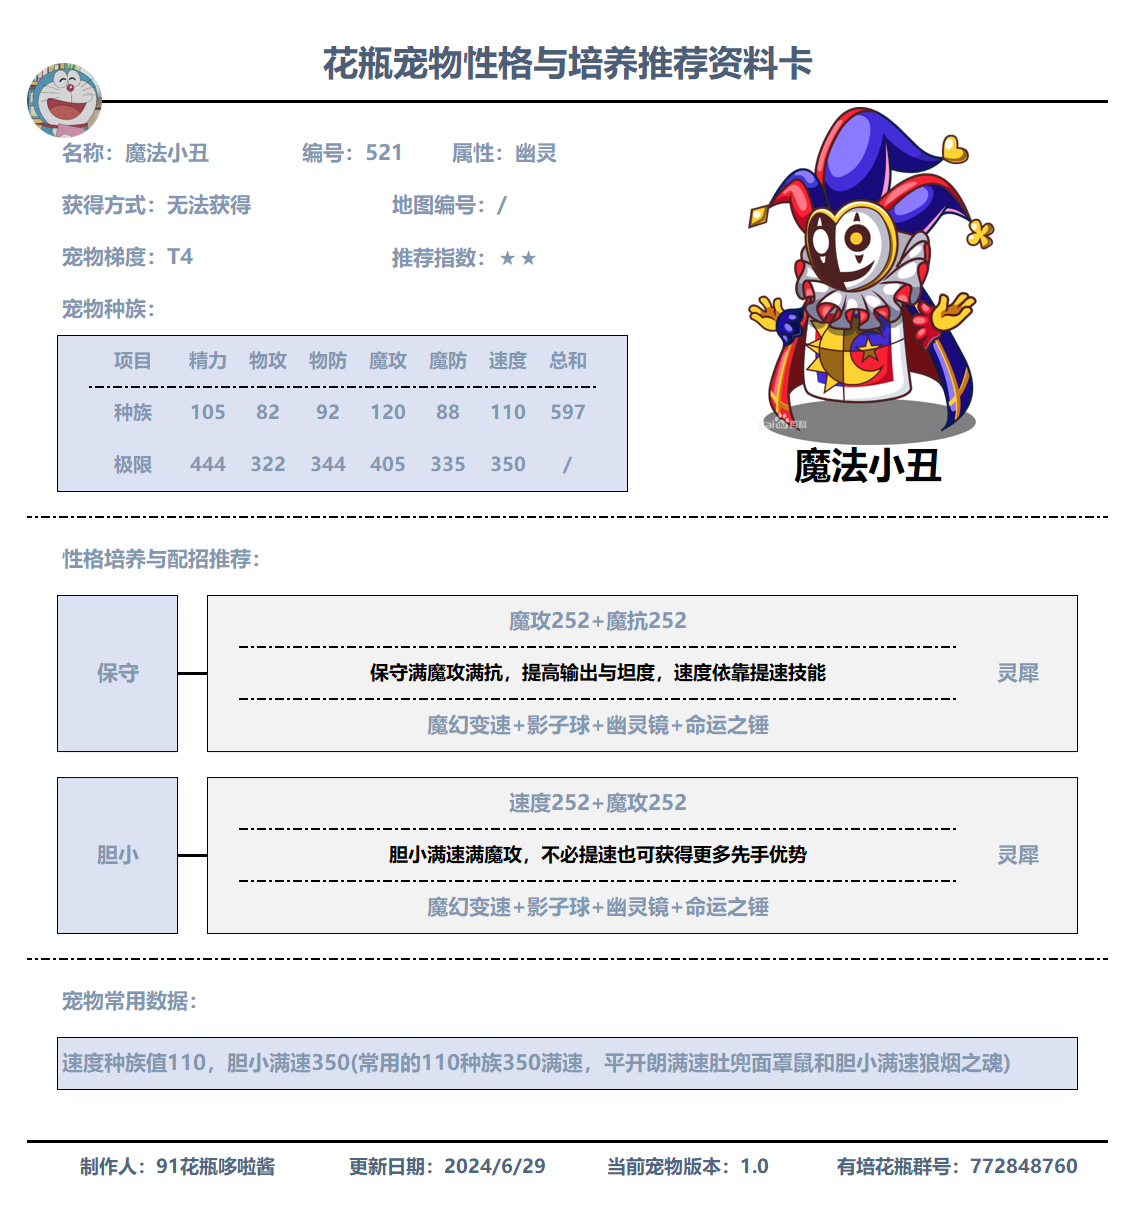 花瓶宠物性格与培养推荐资料卡
名称：魔法小丑 编号：521 属性：幽灵
获得方式：无法获得 地图编号：/
宠物梯度：T4 推荐指数：★★
宠物种族：
项目 精力 物攻 物防 魔攻 魔防 速度 总和
种族 105 82 92 120 88 110 597
极限 444 322 344 405 335 350 /
魔法小丑
性格培养与配招推荐：
魔攻252+魔抗252
保守 保守满魔攻满抗，提高输出与坦度，速度依靠提速技能 灵犀
魔幻变速+影子球+幽灵镜+命运之锤
速度252+魔攻252
胆小 胆小满速满魔攻，不必提速也可获得更多先手优势 灵犀
魔幻变速+影子球+幽灵镜+命运之锤
宠物常用数据：
速度种族值110，胆小满速350(常用的110种族350满速，平开朗满速肚兜面罩鼠和胆小满速狼烟之魂)
制作人：91花瓶哆啦酱 更新日期：2024/6/29 当前宠物版本：1.0 有培花瓶群号：772848760